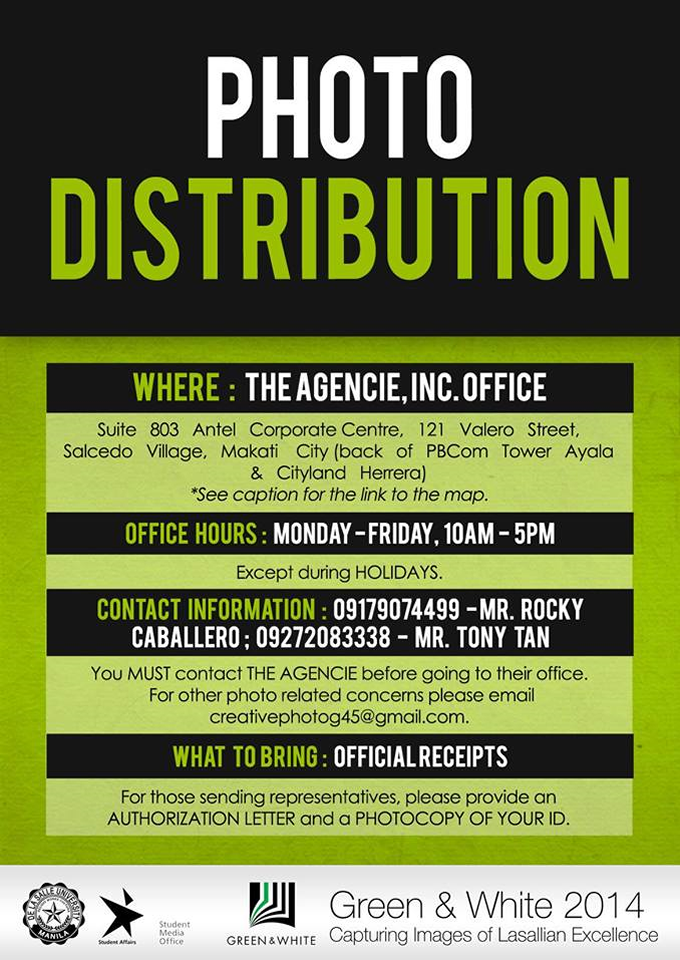 PHOTO
DISTRIBUTION
WHERE : THE AGENCIE, INC. OFFICE
Suite 803 Antel Corporate Centre, 121 Valero Street,
Salcedo Village, Makati City (back of PBCom Tower Ayala
& Cityland Herrera)
*See caption for the link to the map.
OFFICE HOURS : MONDAY - FRIDAY, 10AM - 5PM
Except during HOLIDAYS.
CONTACT INFORMATION : 09179074499 - MR. ROCKY
CABALLERO ; 09272083338 - MR. TONY TAN
You MUST contact THE AGENCIE before going to their office.
For other photo related concerns please email
creativephotog45@gmail.com.
WHAT TO BRING : OFFICIAL RECEIPTS
For those sending representatives, please provide an
AUTHORIZATION LETTER and a PHOTOCOPY OF YOUR ID.
DE LA SALLE UNIVERSITY
MANILA
Student Affairs
Student
Media
Office
GREEN & WHITE
Green & White 2014
Capturing Images of Lasallian Excellence